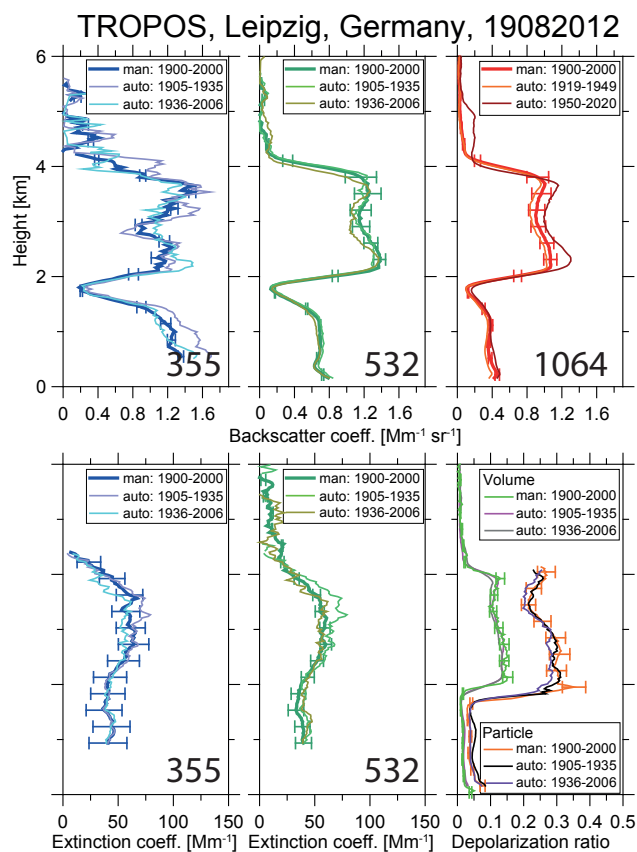 TROPOS, Leipzig, Germany, 19082012
6
man: 1900-2000
auto: 1905-1935
auto: 1936-2006
man: 1900-2000
auto: 1905-1935
auto: 1936-2006
man: 1900-2000
auto: 1919-1949
auto: 1950-2020
4
Height [km]
2
355
532
1064
0
0 0.4 0.8 1.2 1.6
0 0.4 0.8 1.2 1.6
0 0.6 1.2 1.8
Backscatter coeff. [Mm⁻¹ sr⁻¹]
man: 1900-2000
auto: 1905-1935
auto: 1936-2006
man: 1900-2000
auto: 1905-1935
auto: 1936-2006
Volume
man: 1900-2000
auto: 1905-1935
auto: 1936-2006
355
532
Particle
man: 1900-2000
auto: 1905-1935
auto: 1936-2006
0 50 100 150
0 50 100 150
0 0.1 0.2 0.3 0.4 0.5
Extinction coeff. [Mm⁻¹]
Extinction coeff. [Mm⁻¹]
Depolarization ratio